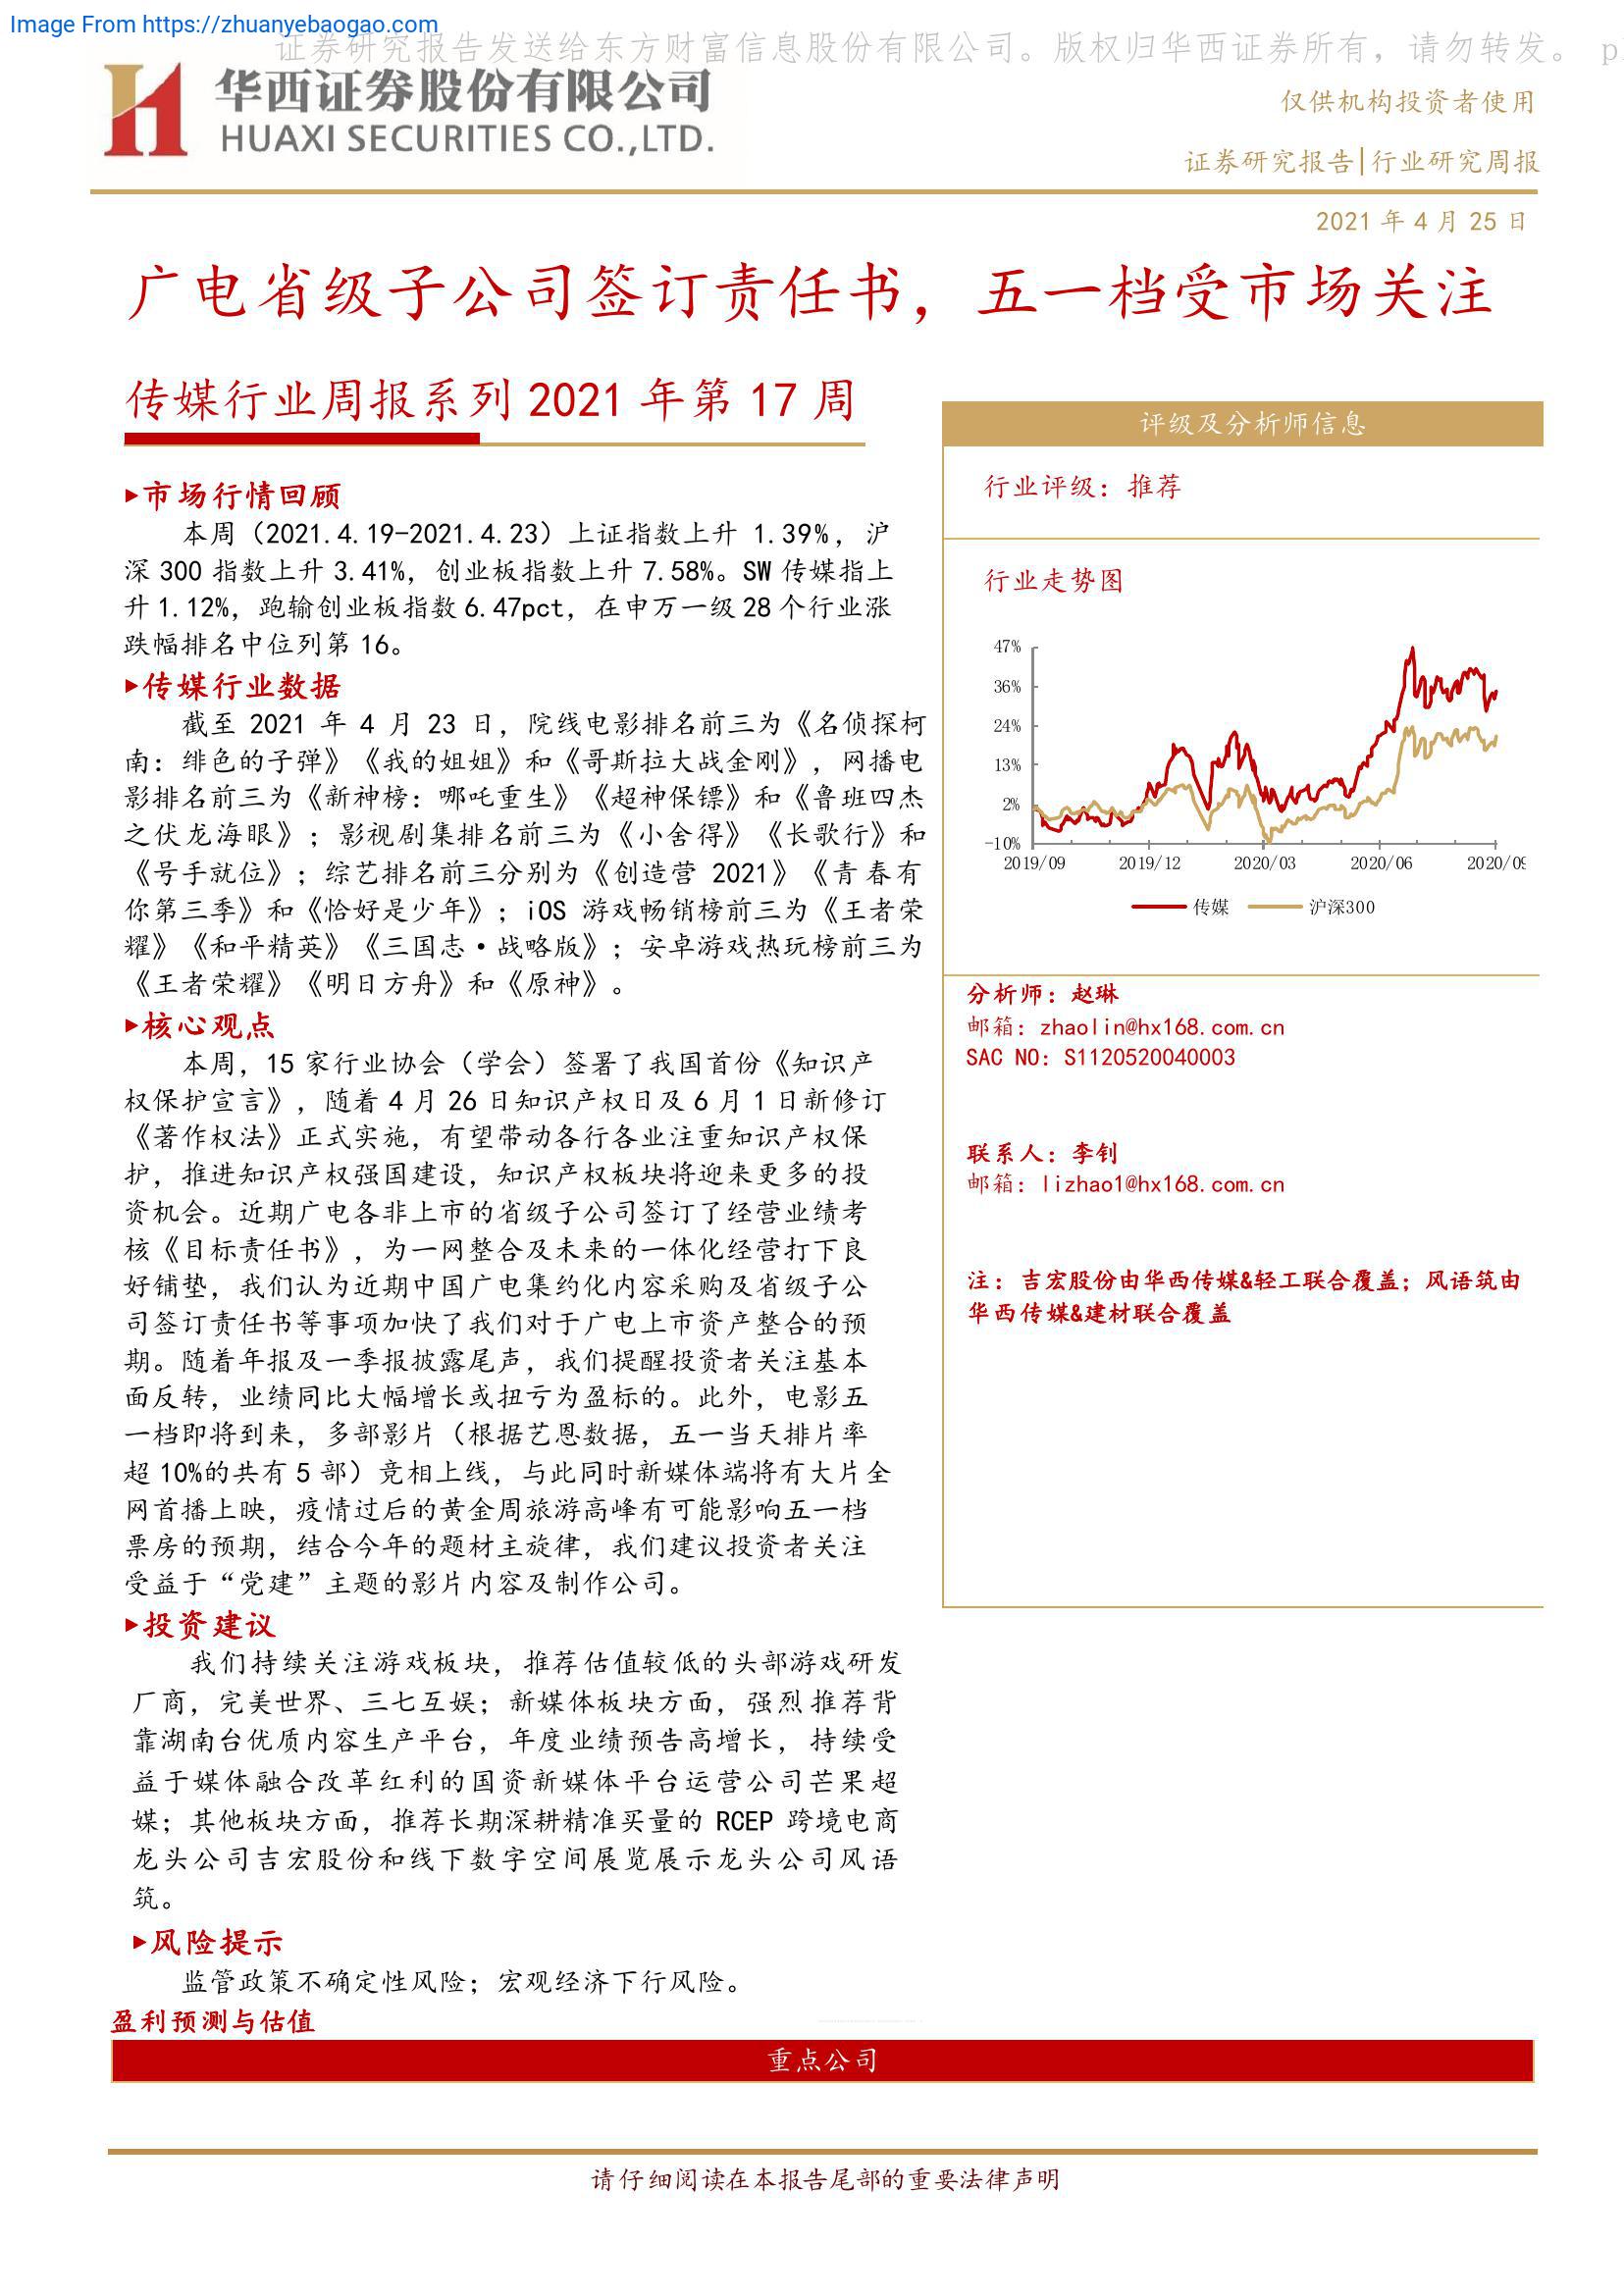 Image From https://zhuanyebaogao.com
证券研究报告发送给东方财富信息股份有限公司。版权归华西证券所有，请勿转发。 p
华西证券股份有限公司
HUAXI SECURITIES CO.,LTD.
仅供机构投资者使用
证券研究报告|行业研究周报
2021 年 4 月 25 日
广电省级子公司签订责任书，五一档受市场关注
传媒行业周报系列 2021 年第 17 周
▸市场行情回顾
本周（2021.4.19-2021.4.23）上证指数上升 1.39%，沪
深 300 指数上升 3.41%，创业板指数上升 7.58%。SW 传媒指上
升 1.12%，跑输创业板指数 6.47pct，在申万一级 28 个行业涨
跌幅排名中位列第 16。
▸传媒行业数据
截至 2021 年 4 月 23 日，院线电影排名前三为《名侦探柯
南：绯色的子弹》《我的姐姐》和《哥斯拉大战金刚》，网播电
影排名前三为《新神榜：哪吒重生》《超神保镖》和《鲁班四杰
之伏龙海眼》；影视剧集排名前三为《小舍得》《长歌行》和
《号手就位》；综艺排名前三分别为《创造营 2021》《青春有
你第三季》和《恰好是少年》；iOS 游戏畅销榜前三为《王者荣
耀》《和平精英》《三国志·战略版》；安卓游戏热玩榜前三为
《王者荣耀》《明日方舟》和《原神》。
▸核心观点
本周，15 家行业协会（学会）签署了我国首份《知识产
权保护宣言》，随着 4 月 26 日知识产权日及 6 月 1 日新修订
《著作权法》正式实施，有望带动各行各业注重知识产权保
护，推进知识产权强国建设，知识产权板块将迎来更多的投
资机会。近期广电各非上市的省级子公司签订了经营业绩考
核《目标责任书》，为一网整合及未来的一体化经营打下良
好铺垫，我们认为近期中国广电集约化内容采购及省级子公
司签订责任书等事项加快了我们对于广电上市资产整合的预
期。随着年报及一季报披露尾声，我们提醒投资者关注基本
面反转，业绩同比大幅增长或扭亏为盈标的。此外，电影五
一档即将到来，多部影片（根据艺恩数据，五一当天排片率
超 10%的共有 5 部）竞相上线，与此同时新媒体端将有大片全
网首播上映，疫情过后的黄金周旅游高峰有可能影响五一档
票房的预期，结合今年的题材主旋律，我们建议投资者关注
受益于“党建”主题的影片内容及制作公司。
▸投资建议
我们持续关注游戏板块，推荐估值较低的头部游戏研发
厂商，完美世界、三七互娱；新媒体板块方面，强烈推荐背
靠湖南台优质内容生产平台，年度业绩预告高增长，持续受
益于媒体融合改革红利的国资新媒体平台运营公司芒果超
媒；其他板块方面，推荐长期深耕精准买量的 RCEP 跨境电商
龙头公司吉宏股份和线下数字空间展览展示龙头公司风语
筑。
▸风险提示
监管政策不确定性风险；宏观经济下行风险。
评级及分析师信息
行业评级：推荐
行业走势图
47%
36%
24%
13%
2%
-10%
2019/09 2019/12 2020/03 2020/06 2020/09
传媒 沪深300
分析师：赵琳
邮箱：zhaolin@hx168.com.cn
SAC NO：S1120520040003
联系人：李钊
邮箱：lizhao1@hx168.com.cn
注：吉宏股份由华西传媒&轻工联合覆盖；风语筑由
华西传媒&建材联合覆盖
盈利预测与估值
重点公司
请仔细阅读在本报告尾部的重要法律声明